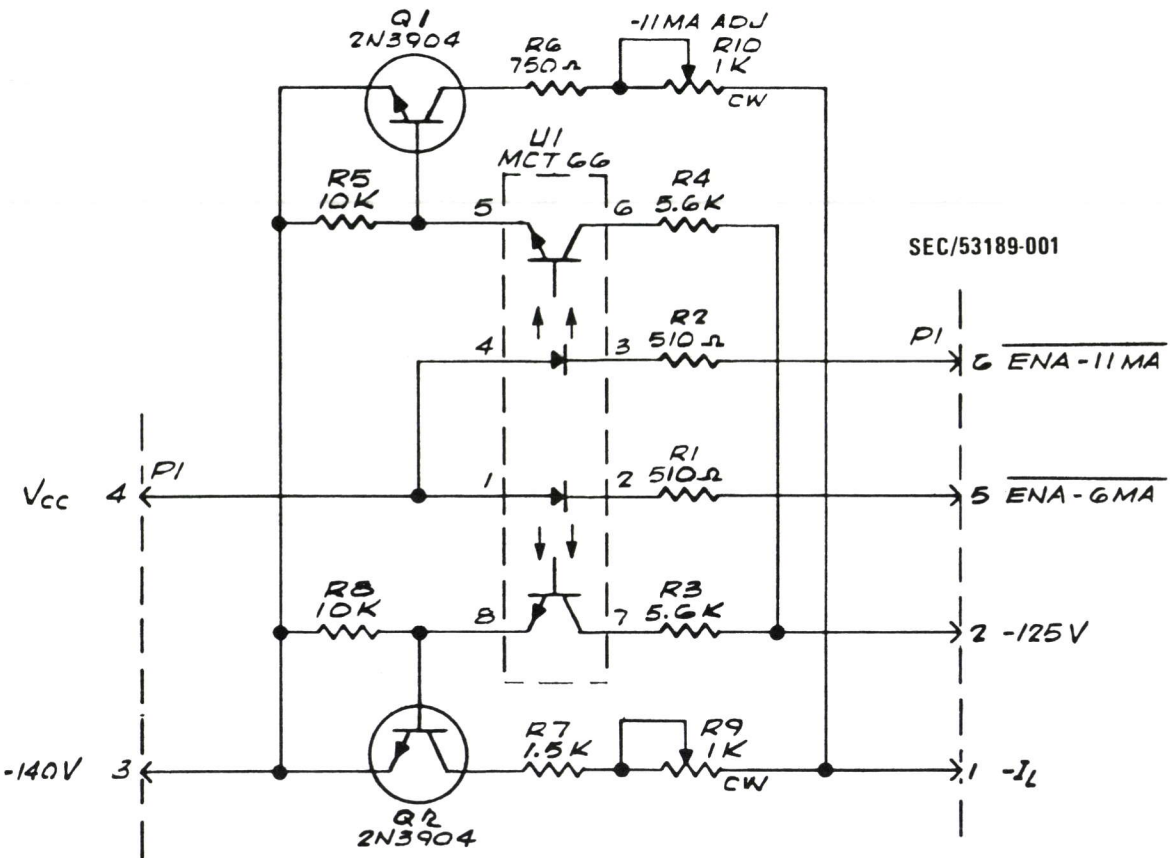 Q1
2N3904
R6
750Ω
-11MA ADJ
R10
1K
CW
U1
MCT 66
R5
10K
5
6
R4
5.6K
SEC/53189-001
4
3
R2
510Ω
P1
6 ENA-11MA
P1
Vcc 4
1
2
R1
510Ω
5 ENA-6MA
R8
10K
8
7
R3
5.6K
2 -125V
-140V 3
R7
1.5K
R9
1K
CW
1 -IL
Q2
2N3904